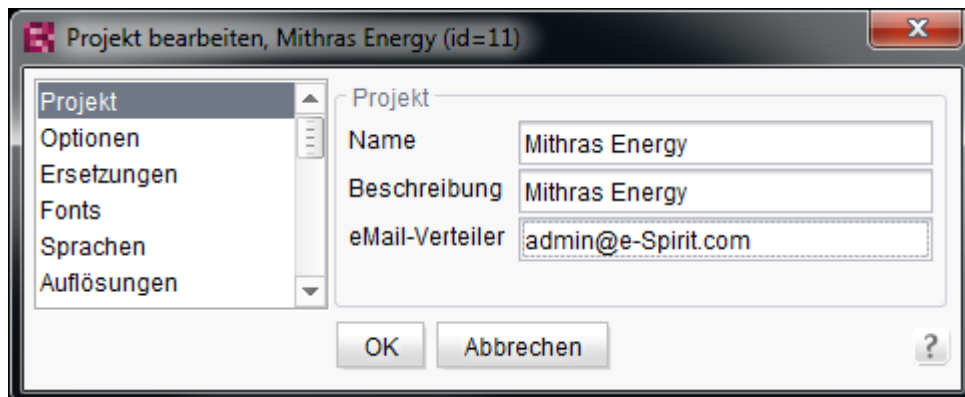 Projekt bearbeiten, Mithras Energy (id=11)
Projekt
Optionen
Ersetzungen
Fonts
Sprachen
Auflösungen
Projekt
Name
Mithras Energy
Beschreibung
Mithras Energy
eMail-Verteiler
admin@e-Spirit.com
OK
Abbrechen
?